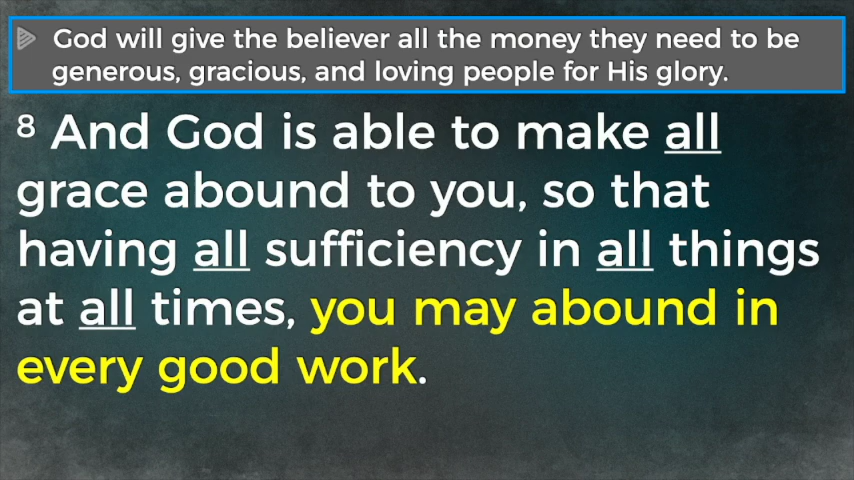 God will give the believer all the money they need to be
generous, gracious, and loving people for His glory.
8 And God is able to make all
grace abound to you, so that
having all sufficiency in all things
at all times, you may abound in
every good work.